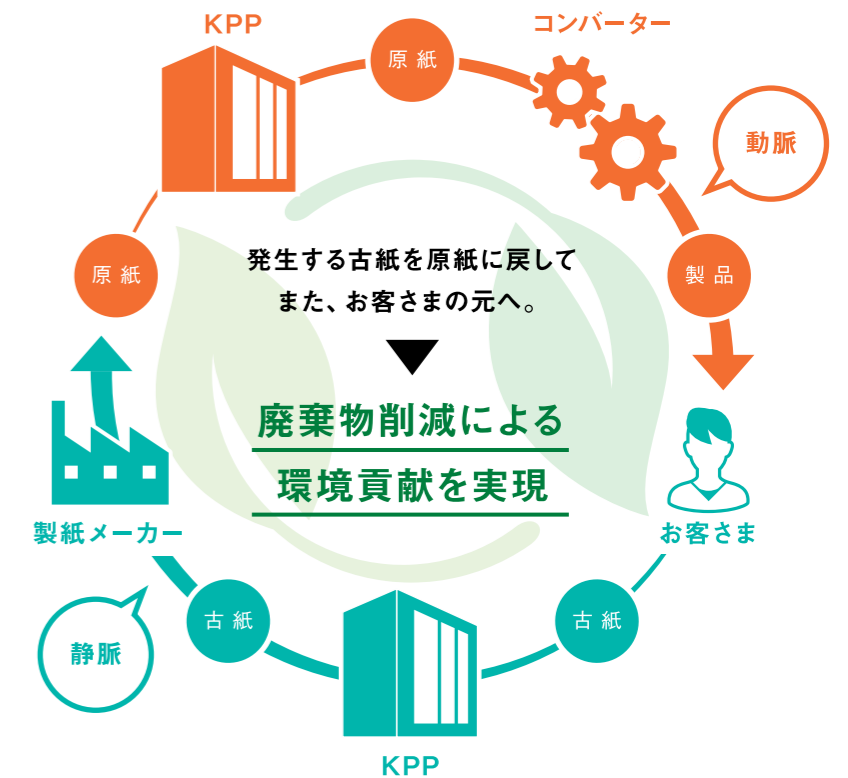 KPP
コンバーター
原紙
動脈
発生する古紙を原紙に戻して
また、お客さまの元へ。
原紙
製品
廃棄物削減による
環境貢献を実現
製紙メーカー
お客さま
古紙
古紙
静脈
KPP